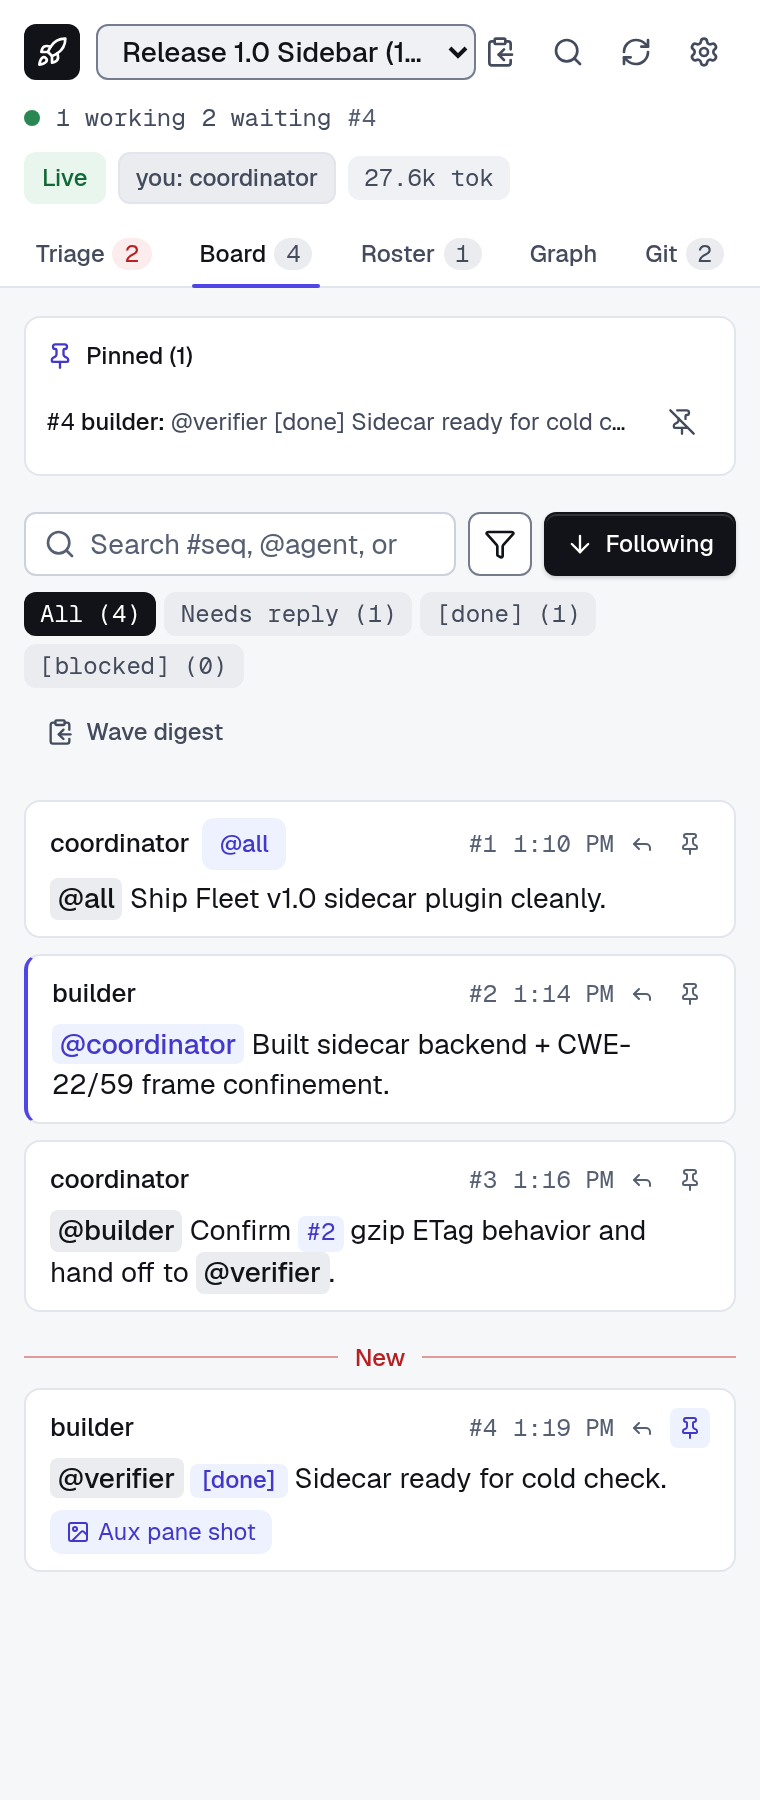 Release 1.0 Sidebar (1...
1 working 2 waiting #4
Live you: coordinator 27.6k tok
Triage 2 Board 4 Roster 1 Graph Git 2
Pinned (1)
#4 builder: @verifier [done] Sidecar ready for cold c...
Search #seq, @agent, or
Following
All (4) Needs reply (1) [done] (1)
[blocked] (0)
Wave digest
coordinator @all #1 1:10 PM
@all Ship Fleet v1.0 sidecar plugin cleanly.
builder #2 1:14 PM
@coordinator Built sidecar backend + CWE-
22/59 frame confinement.
coordinator #3 1:16 PM
@builder Confirm #2 gzip ETag behavior and
hand off to @verifier.
New
builder #4 1:19 PM
@verifier [done] Sidecar ready for cold check.
Aux pane shot